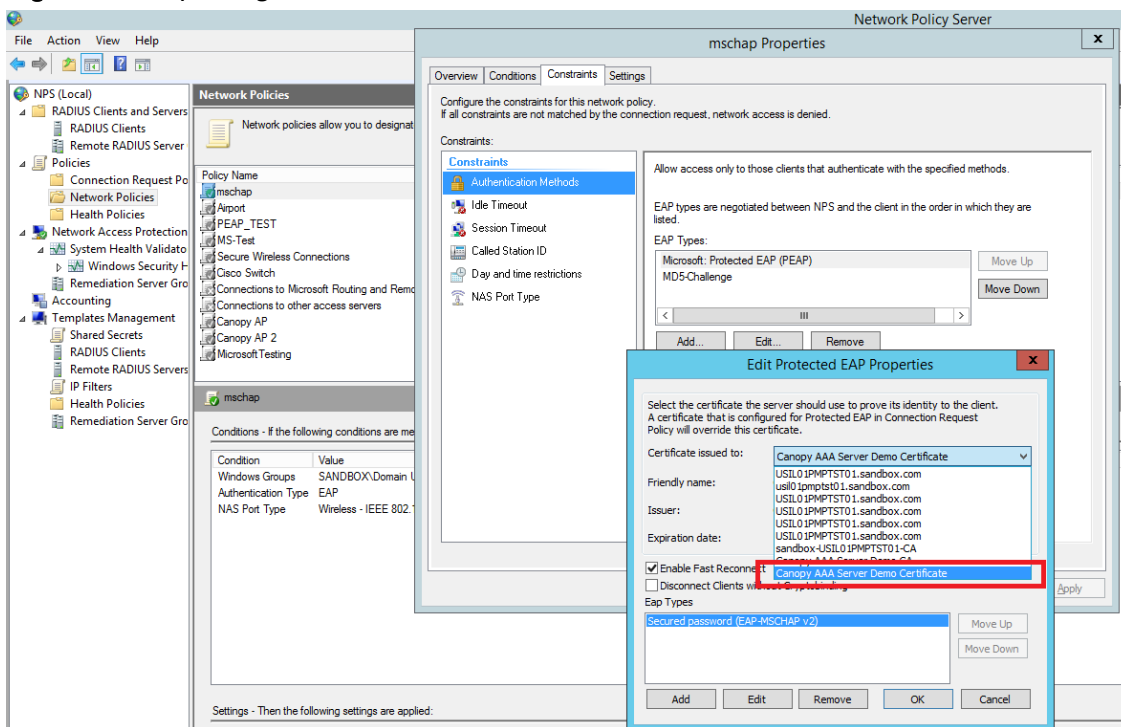 Network Policy Server
File Action View Help
NPS (Local)
RADIUS Clients and Servers
RADIUS Clients
Remote RADIUS Server
Policies
Connection Request Po
Network Policies
Health Policies
Network Access Protection
System Health Validato
Windows Security H
Remediation Server Gro
Accounting
Templates Management
Shared Secrets
RADIUS Clients
Remote RADIUS Servers
IP Filters
Health Policies
Remediation Server Gro
Network Policies
Network policies allow you to designat
Policy Name
mschap
Airport
PEAP_TEST
MS-Test
Secure Wireless Connections
Cisco Switch
Connections to Microsoft Routing and Remo
Connections to other access servers
Canopy AP
Canopy AP 2
MicrosoftTesting
mschap
Conditions - If the following conditions are me
Condition Value
Windows Groups SANDBOX\Domain U
Authentication Type EAP
NAS Port Type Wireless - IEEE 802.1
Settings - Then the following settings are applied:
mschap Properties
x
Overview Conditions Constraints Settings
Configure the constraints for this network policy.
If all constraints are not matched by the connection request, network access is denied.
Constraints:
Constraints
Authentication Methods
Idle Timeout
Session Timeout
Called Station ID
Day and time restrictions
NAS Port Type
Allow access only to those clients that authenticate with the specified methods.
EAP types are negotiated between NPS and the client in the order in which they are
listed.
EAP Types:
Microsoft: Protected EAP (PEAP)
MD5-Challenge
Move Up
Move Down
Add... Edit... Remove
Apply
Edit Protected EAP Properties
x
Select the certificate the server should use to prove its identity to the client.
A certificate that is configured for Protected EAP in Connection Request
Policy will override this certificate.
Certificate issued to: Canopy AAA Server Demo Certificate
Friendly name:
Issuer:
Expiration date:
USIL01PMPTST01.sandbox.com
usil01pmptst01.sandbox.com
USIL01PMPTST01.sandbox.com
USIL01PMPTST01.sandbox.com
USIL01PMPTST01.sandbox.com
USIL01PMPTST01.sandbox.com
sandbox-USIL01PMPTST01-CA
Canopy AAA Server Demo CA
Canopy AAA Server Demo Certificate
Enable Fast Reconnect
Disconnect Clients without Cryptobinding
Eap Types
Secured password (EAP-MSCHAP v2)
Move Up
Move Down
Add Edit Remove OK Cancel